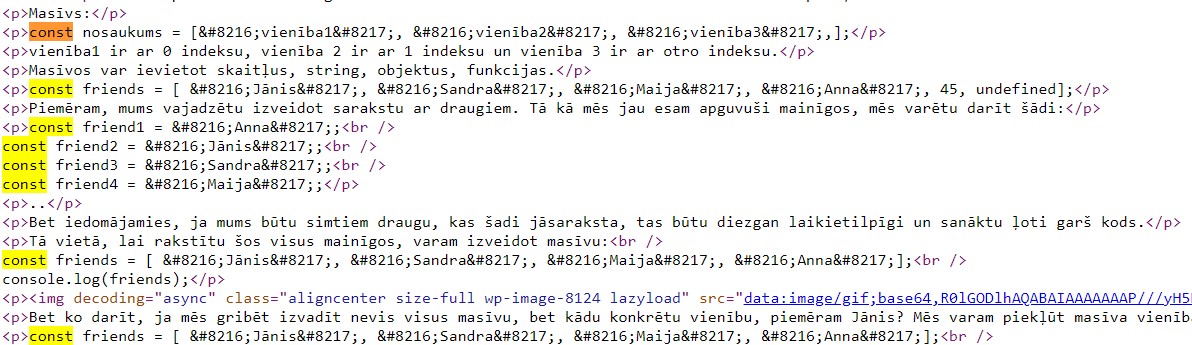 <p>Masīvs:</p>
<p>const nosaukums = [&#8216;vienība1&#8217;, &#8216;vienība2&#8217;, &#8216;vienība3&#8217;,];</p>
<p>vienība1 ir ar 0 indeksu, vienība 2 ir ar 1 indeksu un vienība 3 ir ar otro indeksu.</p>
<p>Masīvos var ievietot skaitļus, string, objektus, funkcijas.</p>
<p>const friends = [ &#8216;Jānis&#8217;, &#8216;Sandra&#8217;, &#8216;Maija&#8217;, &#8216;Anna&#8217;, 45, undefined];</p>
<p>Piemēram, mums vajadzētu izveidot sarakstu ar draugiem. Tā kā mēs jau esam apguvuši mainīgos, mēs varētu darīt šādi:</p>
<p>const friend1 = &#8216;Anna&#8217;;<br />
const friend2 = &#8216;Jānis&#8217;;<br />
const friend3 = &#8216;Sandra&#8217;;<br />
const friend4 = &#8216;Maija&#8217;;</p>
<p>..</p>
<p>Bet iedomājamies, ja mums būtu simtiem draugu, kas šadi jāsaraksta, tas būtu diezgan laikietilpīgi un sanāktu ļoti garš kods.</p>
<p>Tā vietā, lai rakstītu šos visus mainīgos, varam izveidot masīvu:<br />
const friends = [ &#8216;Jānis&#8217;, &#8216;Sandra&#8217;, &#8216;Maija&#8217;, &#8216;Anna&#8217;];<br />
console.log(friends);</p>
<p><img decoding="async" class="aligncenter size-full wp-image-8124 lazyload" src="data:image/gif;base64,R0lGODlhAQABAIAAAAAAAP///yH5
<p>Bet ko darīt, ja mēs gribēt izvadīt nevis visus masīvu, bet kādu konkrētu vienību, piemēram Jānis? Mēs varam piekļūt masīva vienīb
<p>const friends = [ &#8216;Jānis&#8217;, &#8216;Sandra&#8217;, &#8216;Maija&#8217;, &#8216;Anna&#8217;];<br />